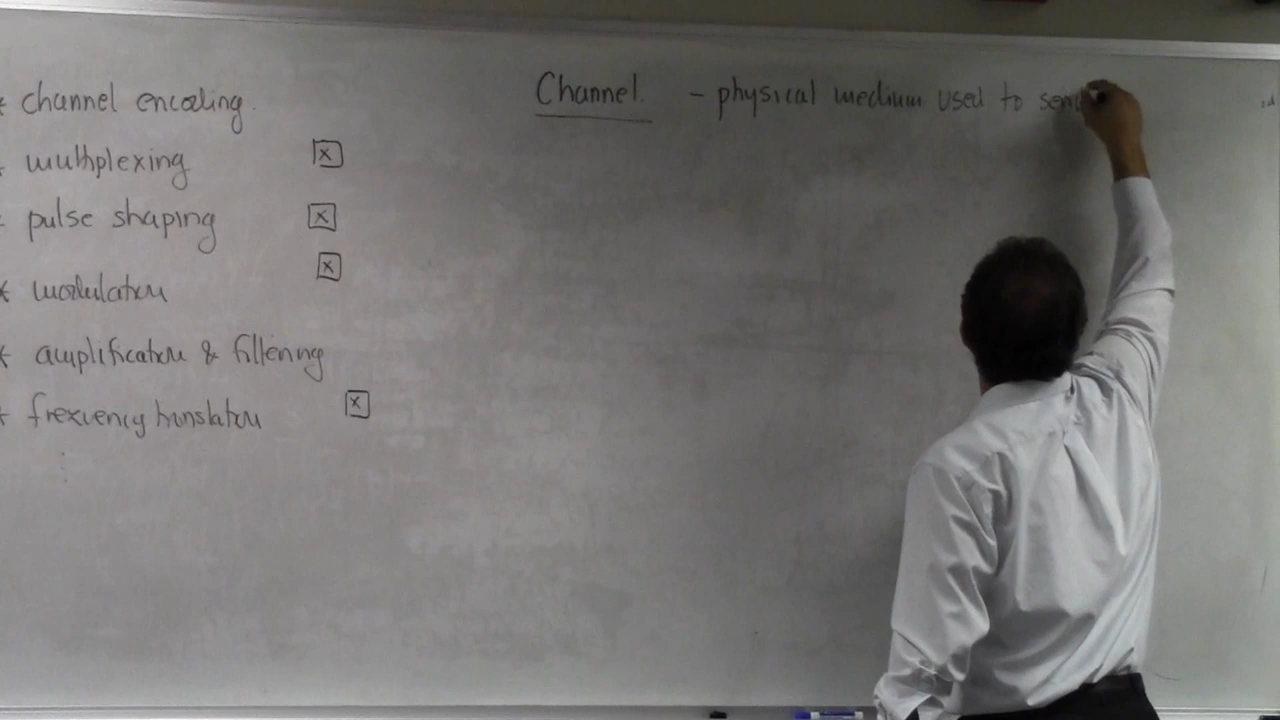 * channel encoding.
* multiplexing [x]
* pulse shaping [x]
* modulation [x]
* amplification & filtering
* frequency translation [x]
Channel. - physical medium used to send